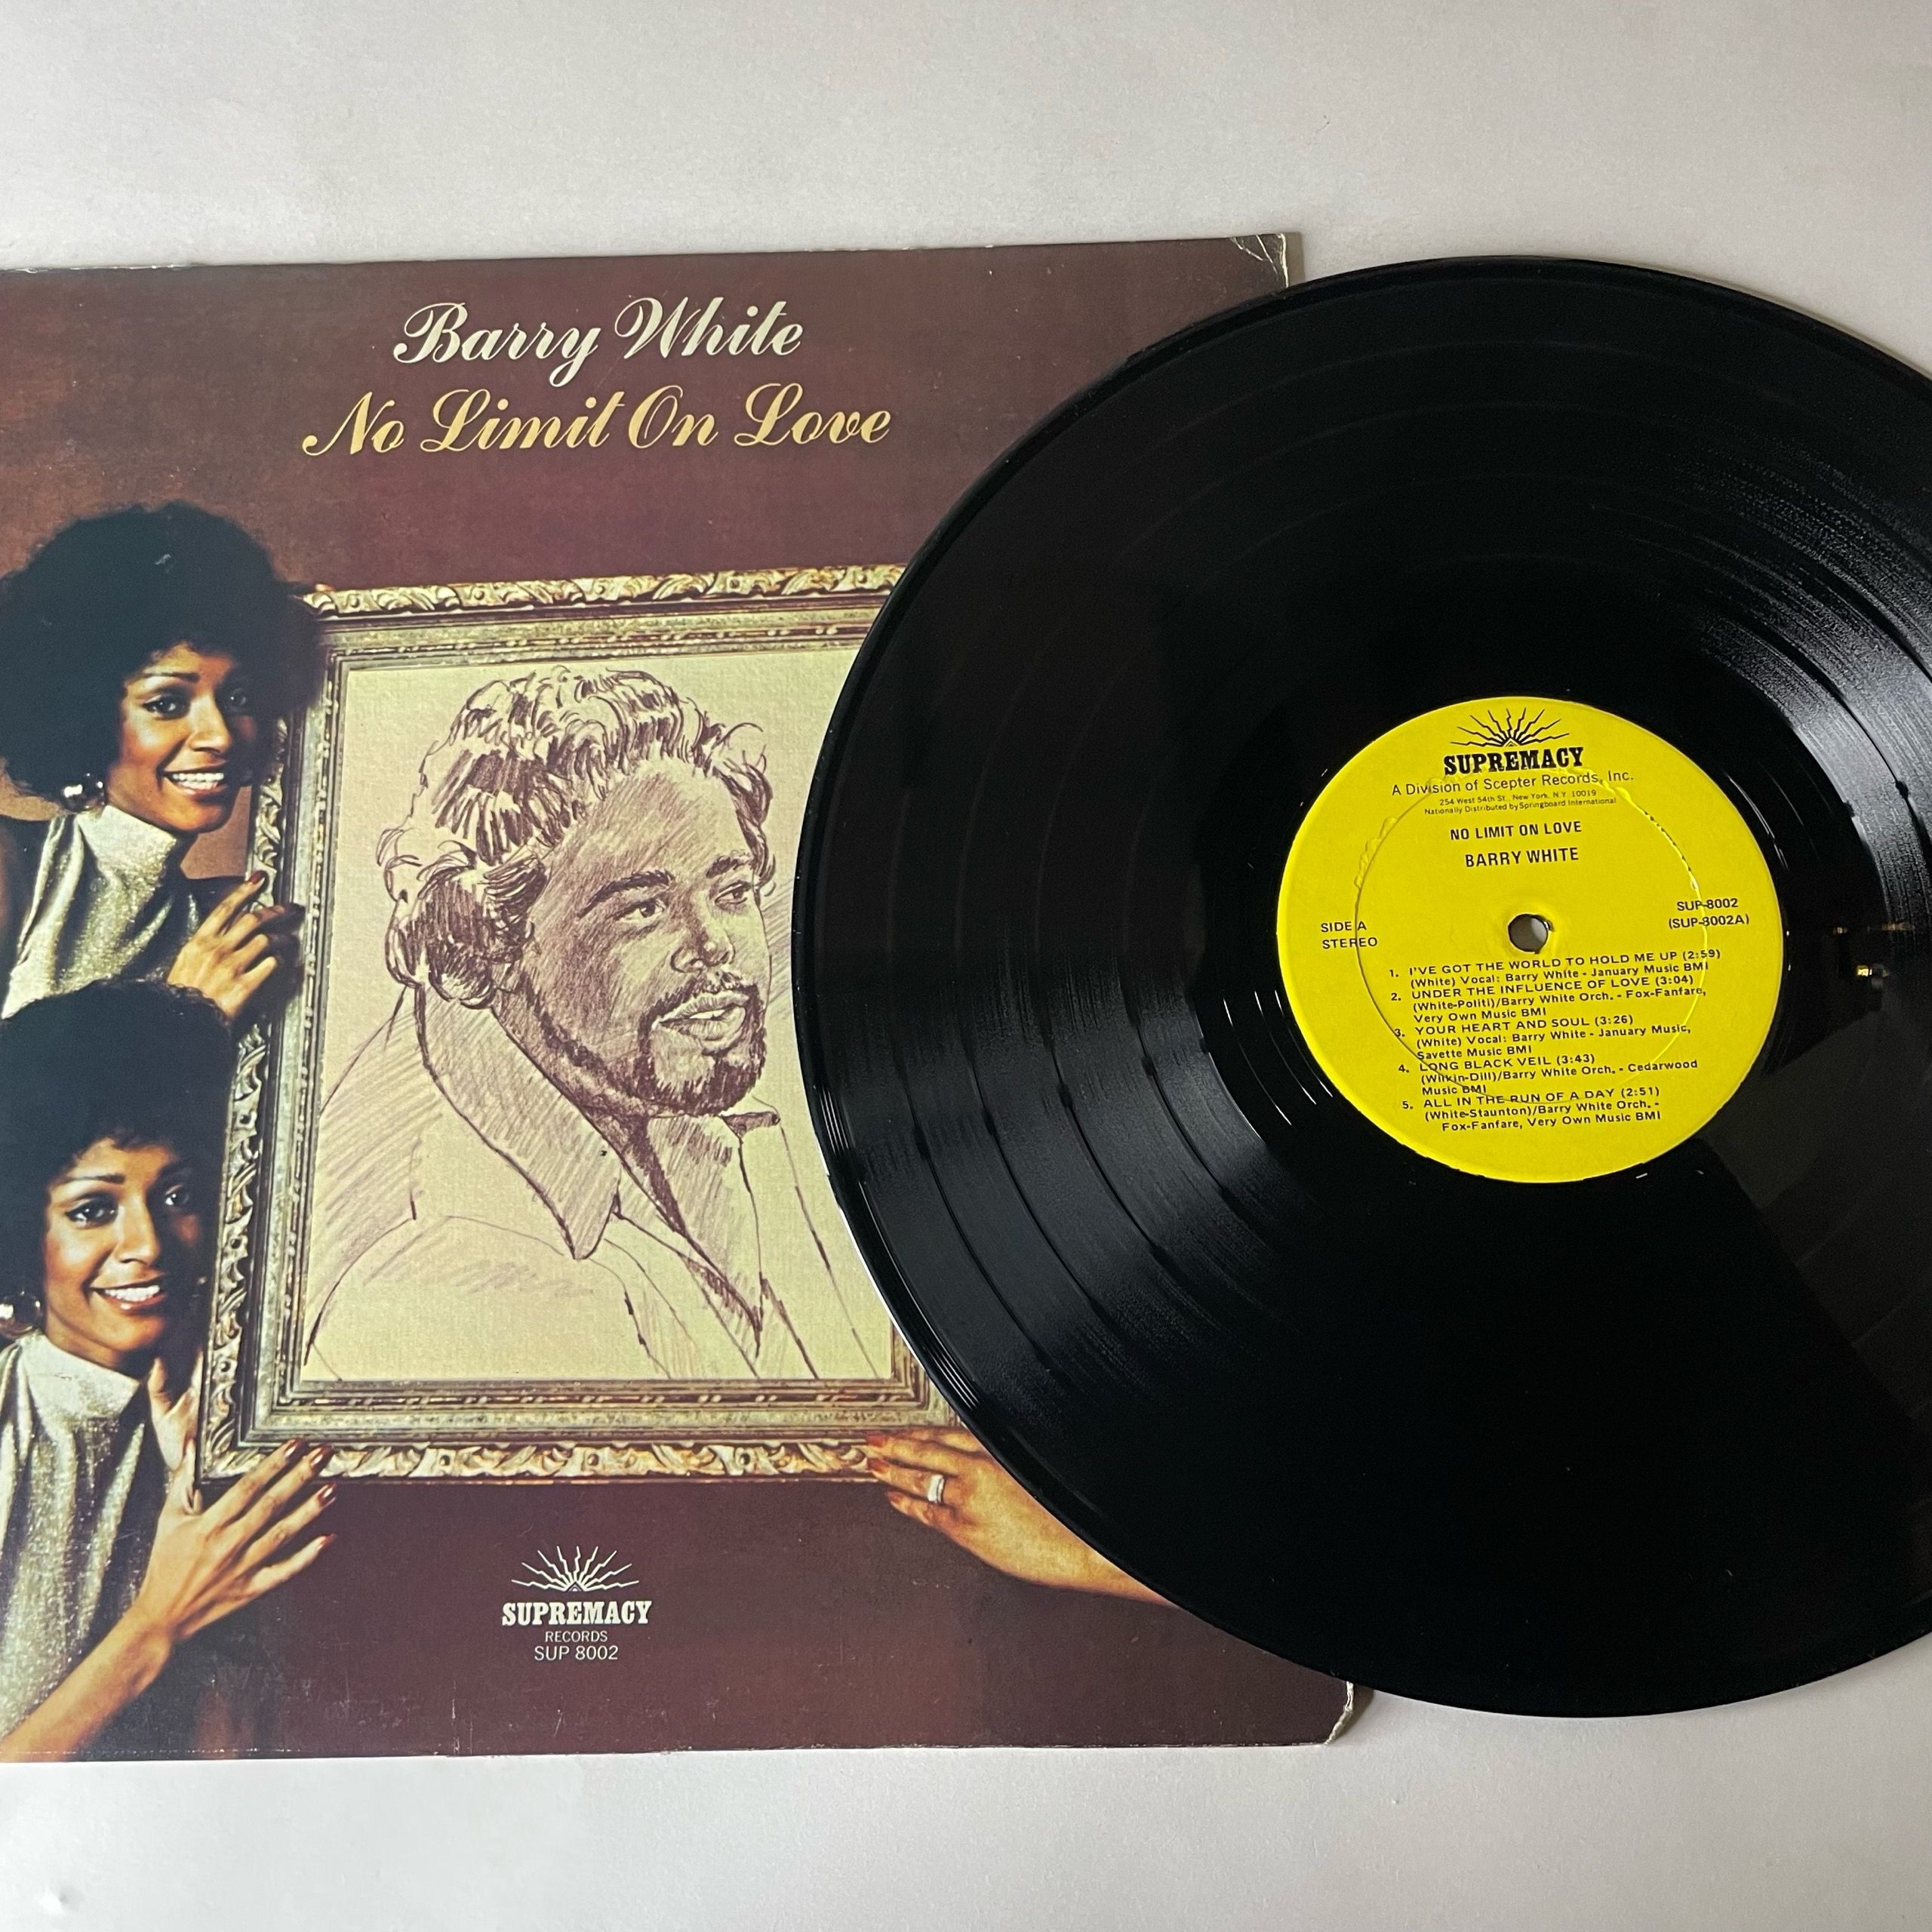 Barry White
No Limit On Love
SUPREMACY
RECORDS
SUP 8002
SUPREMACY
A Division of Scepter Records, Inc.
254 West 54th St., New York, N.Y. 10019
Nationally Distributed by Springboard International
NO LIMIT ON LOVE
BARRY WHITE
SIDE A
STEREO
SUP-8002
(SUP-8002A)
1. I'VE GOT THE WORLD TO HOLD ME UP (2:59)
(White) Vocal: Barry White - January Music BMI
2. UNDER THE INFLUENCE OF LOVE (3:04)
(White-Politi)/Barry White Orch. - Fox-Fanfare,
Very Own Music BMI
3. YOUR HEART AND SOUL (3:26)
(White) Vocal: Barry White - January Music,
Savette Music BMI
4. LONG BLACK VEIL (3:43)
(Wilkin-Dill)/Barry White Orch. - Cedarwood
Music BMI
5. ALL IN THE RUN OF A DAY (2:51)
(White-Staunton)/Barry White Orch. -
Fox-Fanfare, Very Own Music BMI